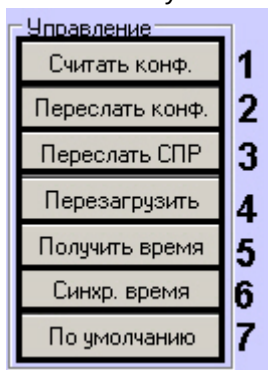 Управление
Считать конф. 1
Переслать конф. 2
Переслать СПР 3
Перезагрузить 4
Получить время 5
Синхр. время 6
По умолчанию 7